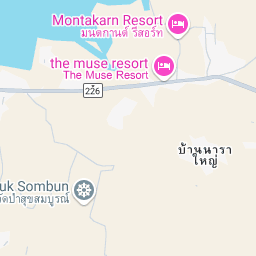 Montakarn Resort
มนตกานต์ รีสอร์ท
the muse resort
The Muse Resort
226
บ้านนารา
ใหญ่
uk Sombun
วัดป่าสุขสมบูรณ์